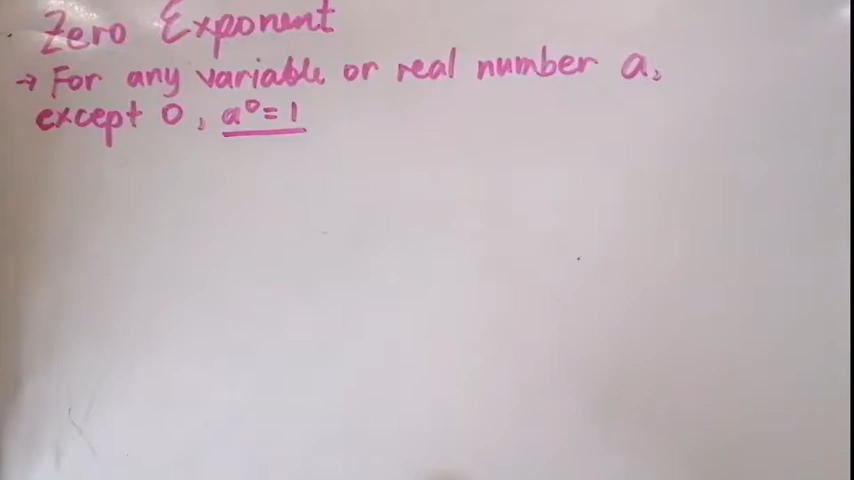 Zero Exponent
→ For any variable or real number a,
except 0, a⁰ = 1